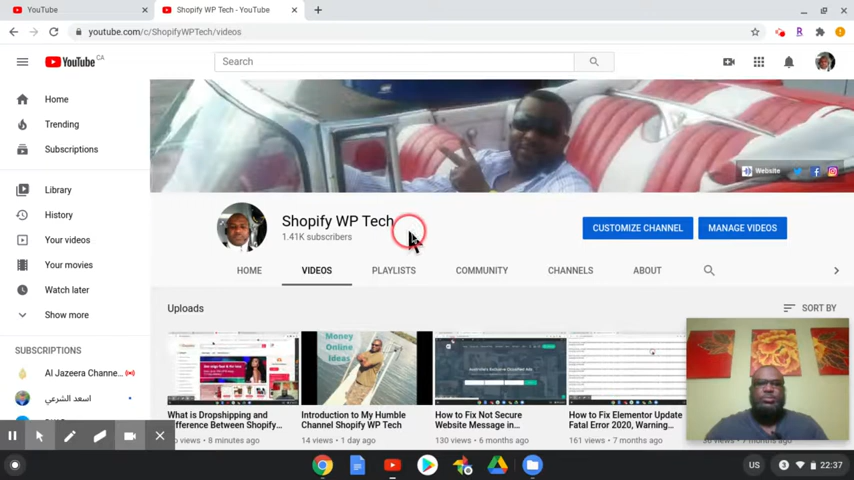 YouTube
Shopify WP Tech - YouTube
youtube.com/c/ShopifyWPTech/videos
R
YouTube CA
Search
Home
Trending
Subscriptions
Library
History
Your videos
Your movies
Watch later
Show more
SUBSCRIPTIONS
Al Jazeera Channe...
اسعد الشرعي
Website
Shopify WP Tech
1.41K subscribers
CUSTOMIZE CHANNEL
MANAGE VIDEOS
HOME
VIDEOS
PLAYLISTS
COMMUNITY
CHANNELS
ABOUT
Uploads
SORT BY
Money Online Ideas
What is Dropshipping and
Difference Between Shopify...
views • 8 minutes ago
Introduction to My Humble
Channel Shopify WP Tech
14 views • 1 day ago
How to Fix Not Secure
Website Message in...
130 views • 6 months ago
How to Fix Elementor Update
Fatal Error 2020, Warning...
161 views • 7 months ago
US
3
22:37